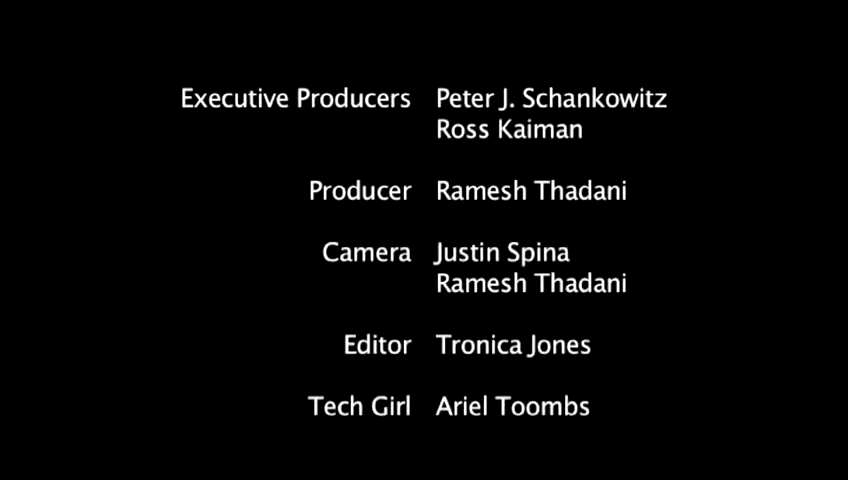 Executive Producers Peter J. Schankowitz
Ross Kaiman
Producer Ramesh Thadani
Camera Justin Spina
Ramesh Thadani
Editor Tronica Jones
Tech Girl Ariel Toombs